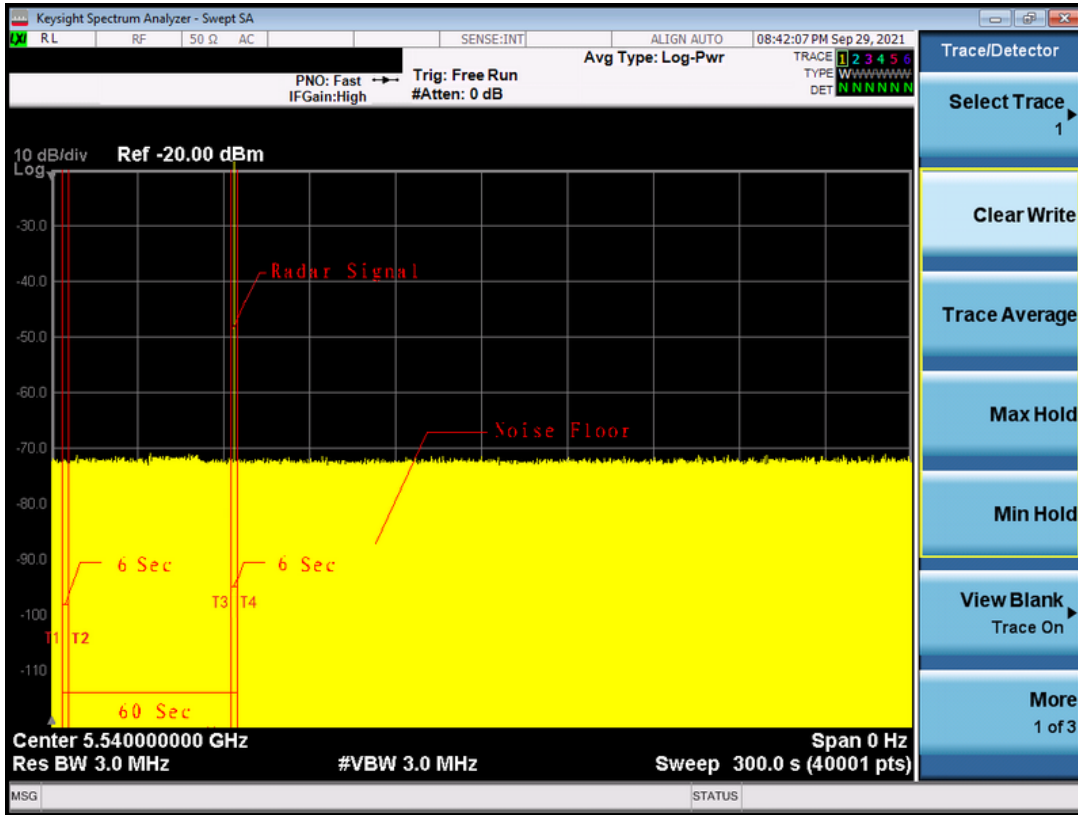 Keysight Spectrum Analyzer - Swept SA
LXI RL RF 50 Ω AC SENSE:INT ALIGN AUTO 08:42:07 PM Sep 29, 2021
Avg Type: Log-Pwr TRACE 1 2 3 4 5 6
PNO: Fast Trig: Free Run TYPE WWWWWW
IFGain:High #Atten: 0 dB DET N N N N N N
10 dB/div Ref -20.00 dBm
Log
-30.0
-40.0
-50.0
-60.0
-70.0
-80.0
-90.0
-100
-110
Radar Signal
Noise Floor
6 Sec 6 Sec
T3 T4
T1 T2
60 Sec
Center 5.540000000 GHz Span 0 Hz
Res BW 3.0 MHz #VBW 3.0 MHz Sweep 300.0 s (40001 pts)
MSG STATUS
Trace/Detector
Select Trace
1
Clear Write
Trace Average
Max Hold
Min Hold
View Blank
Trace On
More
1 of 3